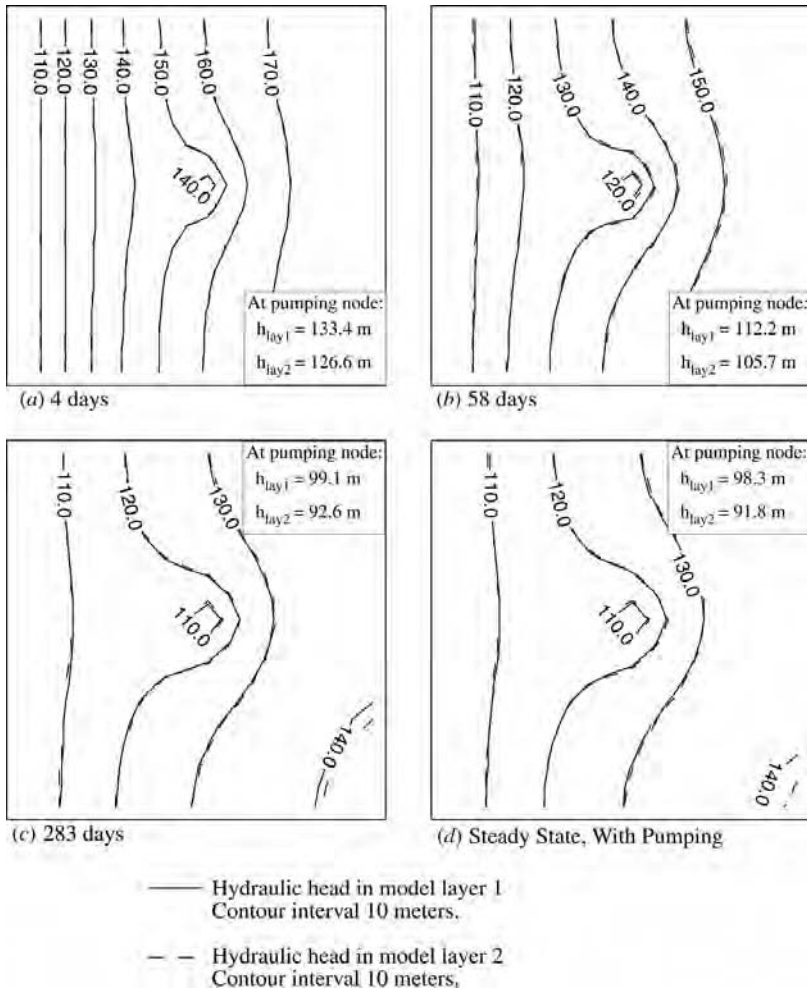 110.0
120.0
130.0
140.0
150.0
160.0
170.0
140.0
At pumping node:
h_lay1 = 133.4 m
h_lay2 = 126.6 m
(a) 4 days
110.0
120.0
130.0
140.0
150.0
120.0
At pumping node:
h_lay1 = 112.2 m
h_lay2 = 105.7 m
(b) 58 days
At pumping node:
h_lay1 = 99.1 m
h_lay2 = 92.6 m
110.0
120.0
130.0
110.0
140.0
(c) 283 days
At pumping node:
h_lay1 = 98.3 m
h_lay2 = 91.8 m
110.0
120.0
130.0
110.0
140.0
(d) Steady State, With Pumping
Hydraulic head in model layer 1
Contour interval 10 meters.
Hydraulic head in model layer 2
Contour interval 10 meters.